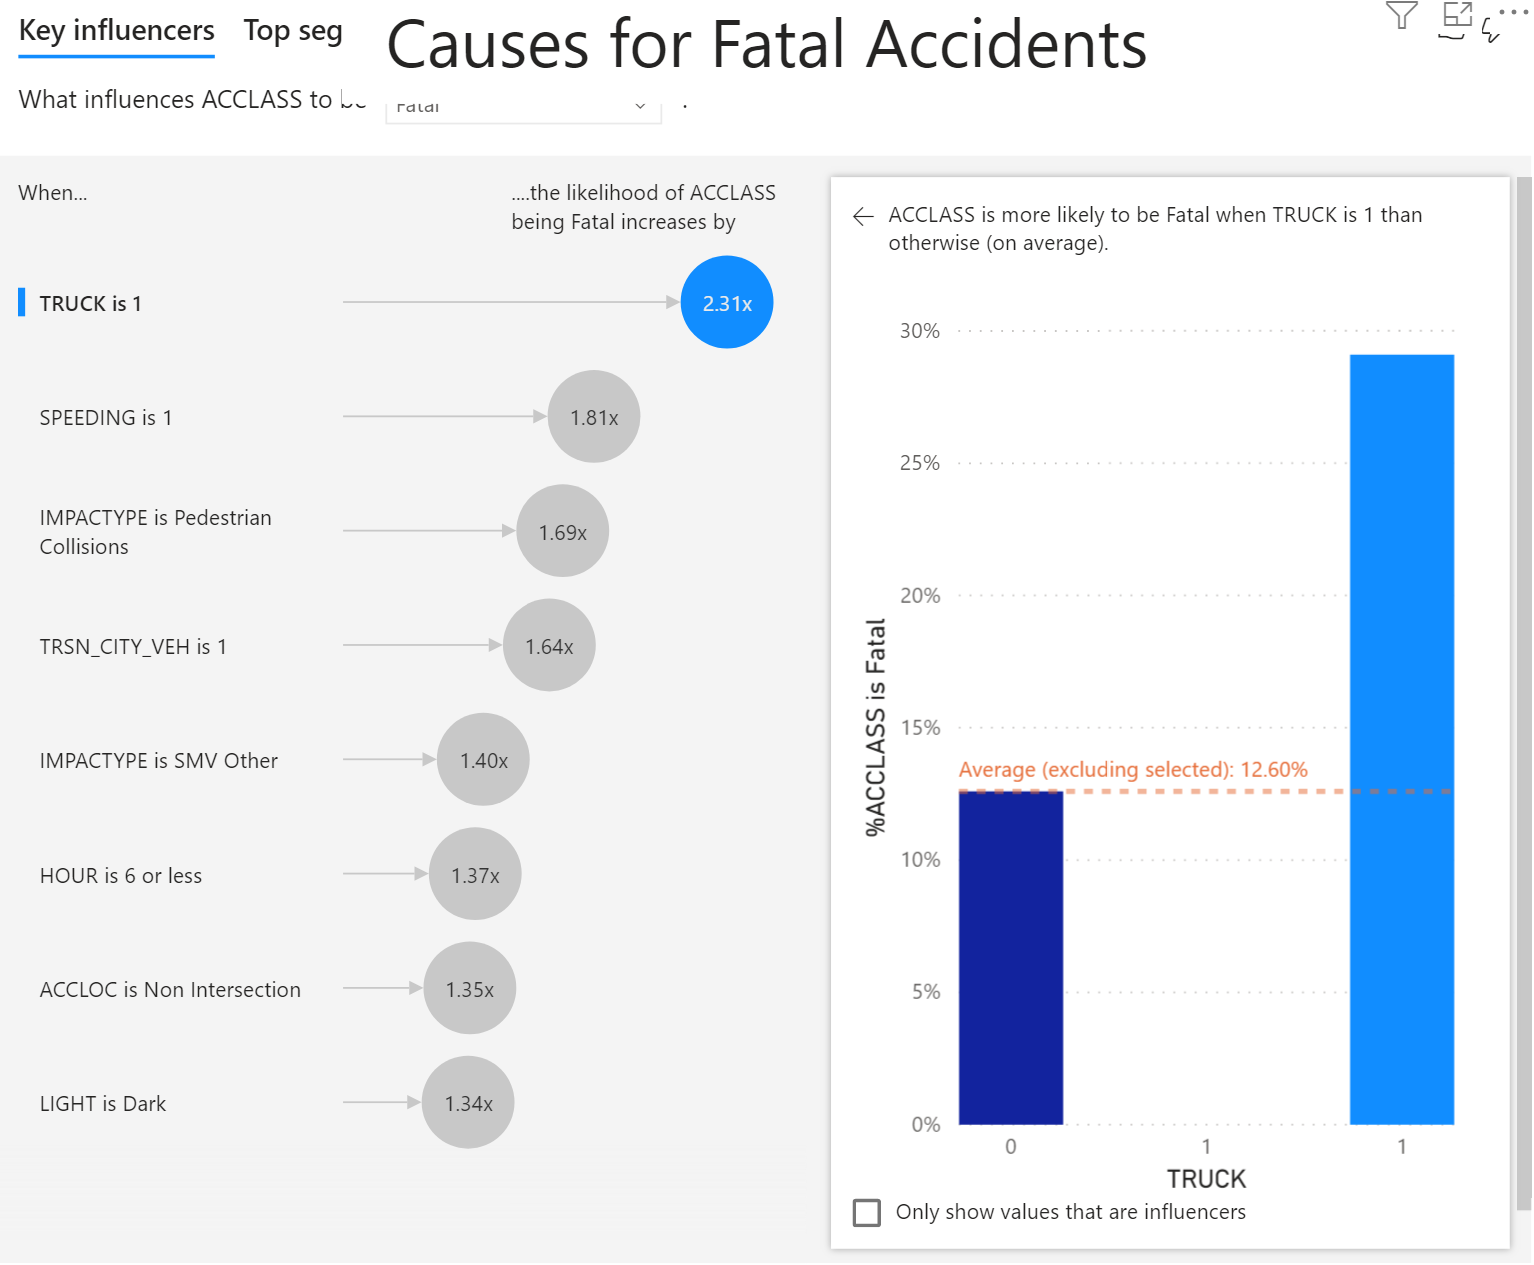 Key influencers
Top seg
Causes for Fatal Accidents
What influences ACCLASS to be
Fatal
.
When...
....the likelihood of ACCLASS
being Fatal increases by
TRUCK is 1
2.31x
SPEEDING is 1
1.81x
IMPACTYPE is Pedestrian
Collisions
1.69x
TRSN_CITY_VEH is 1
1.64x
IMPACTYPE is SMV Other
1.40x
HOUR is 6 or less
1.37x
ACCLOC is Non Intersection
1.35x
LIGHT is Dark
1.34x
ACCLASS is more likely to be Fatal when TRUCK is 1 than
otherwise (on average).
30%
25%
20%
15%
10%
5%
0%
%ACCLASS is Fatal
Average (excluding selected): 12.60%
0
1
1
TRUCK
Only show values that are influencers